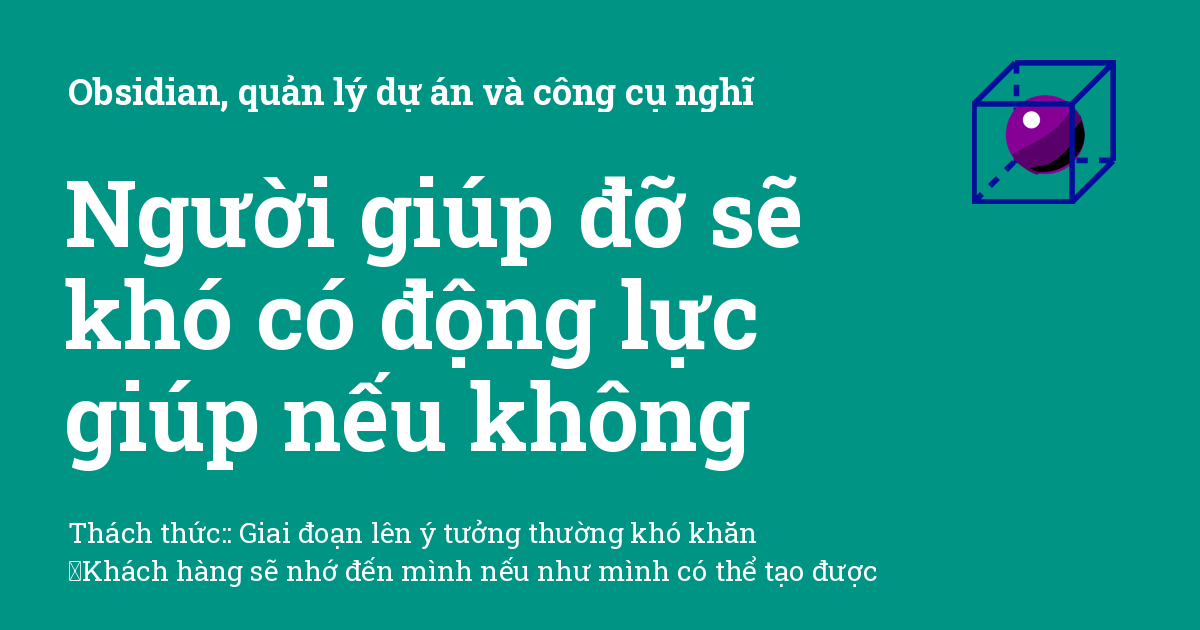 Obsidian, quản lý dự án và công cụ nghĩ
Người giúp đỡ sẽ
khó có động lực
giúp nếu không
Thách thức:: Giai đoạn lên ý tưởng thường khó khăn
Khách hàng sẽ nhớ đến mình nếu như mình có thể tạo được